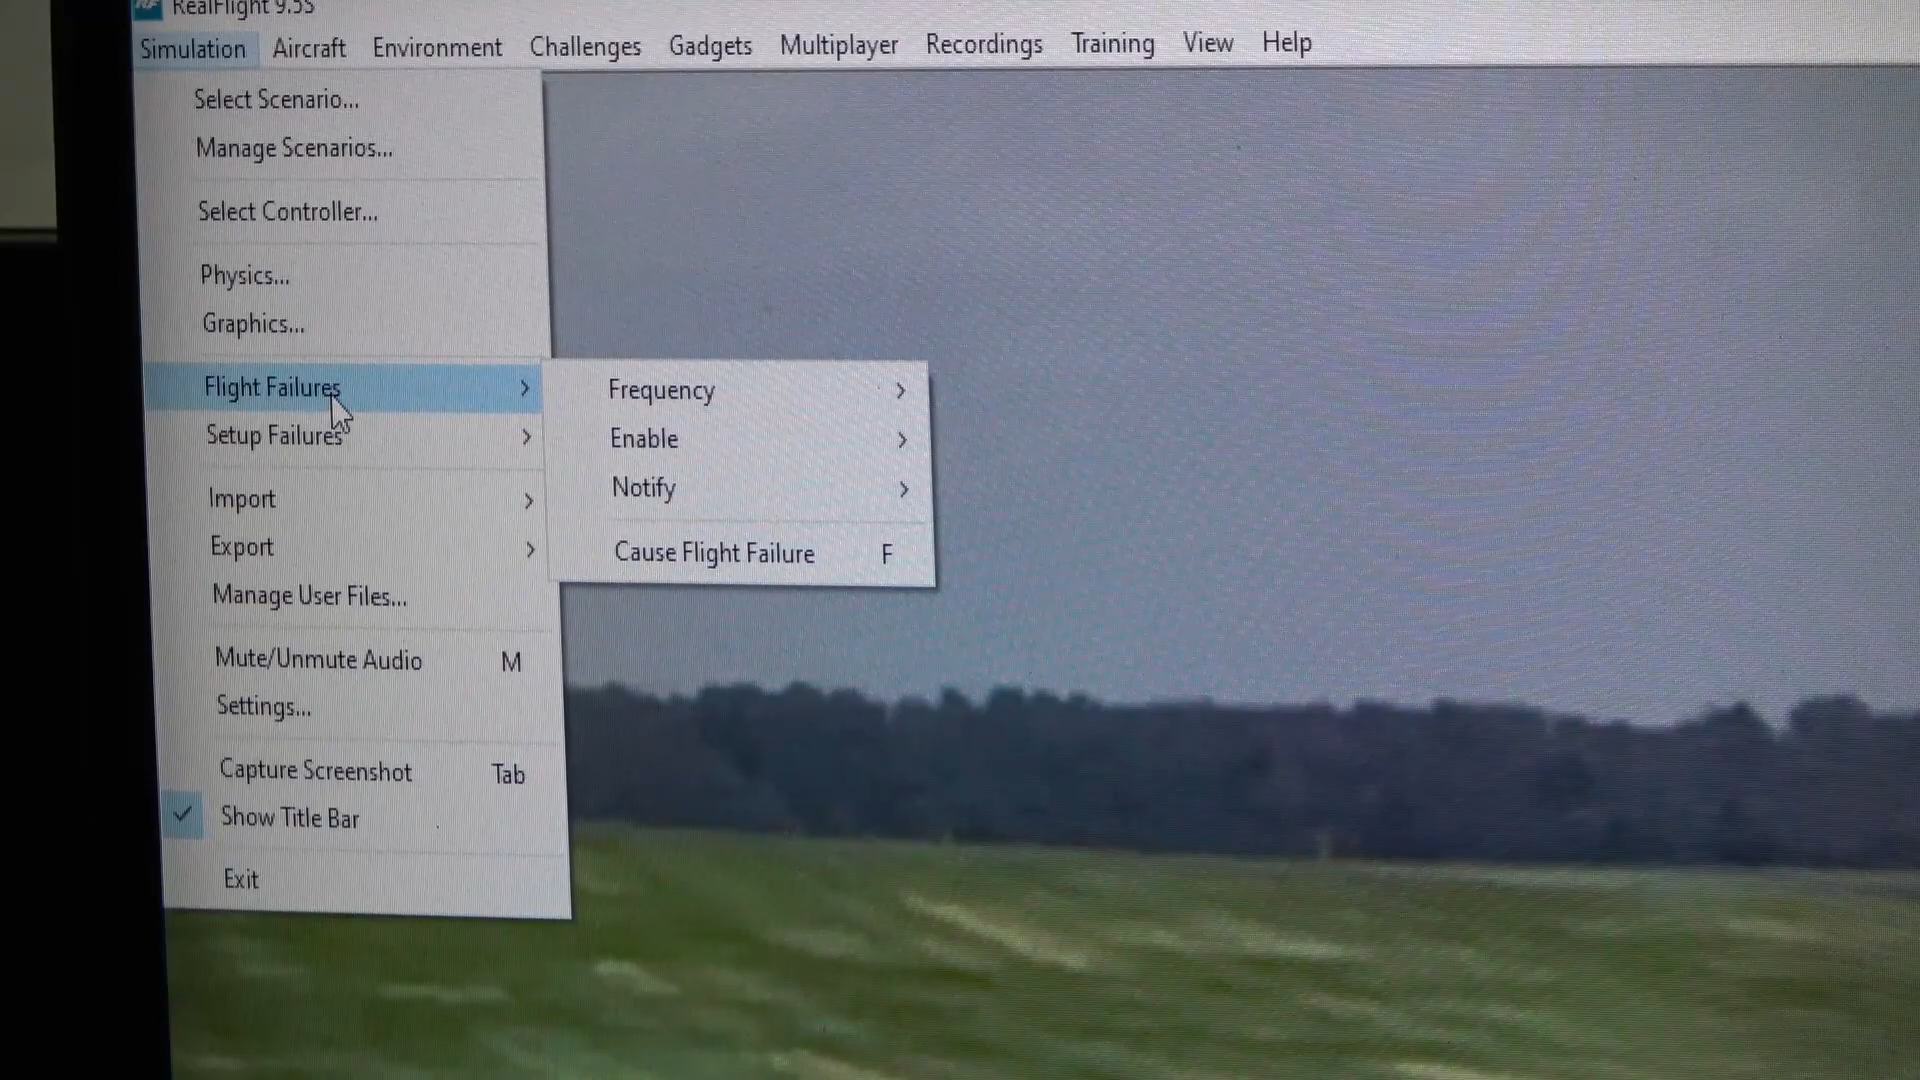 RealFlight 9.5S
Simulation Aircraft Environment Challenges Gadgets Multiplayer Recordings Training View Help
Select Scenario...
Manage Scenarios...
Select Controller...
Physics...
Graphics...
Flight Failures
Setup Failures
Import
Export
Manage User Files...
Mute/Unmute Audio M
Settings...
Capture Screenshot Tab
Show Title Bar
Exit
Frequency
Enable
Notify
Cause Flight Failure F